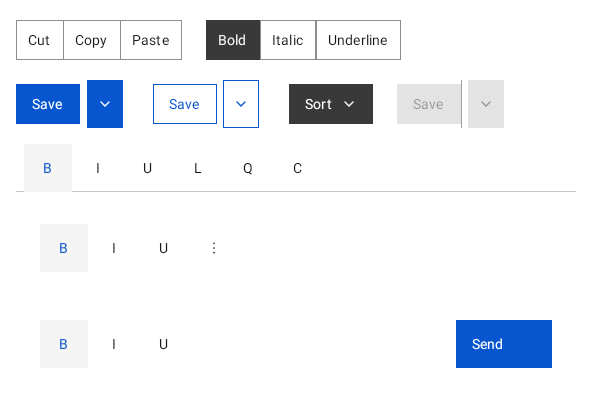 Cut Copy Paste Bold Italic Underline
Save Save Sort Save
B I U L Q C
B I U
B I U Send